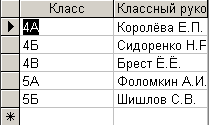 Класс Классный руко
4А Королёва Е.П.
4Б Сидоренко Н.Р
4В Брест Ё.Ё.
5А Фоломкин А.И.
5Б Шишлов С.В.